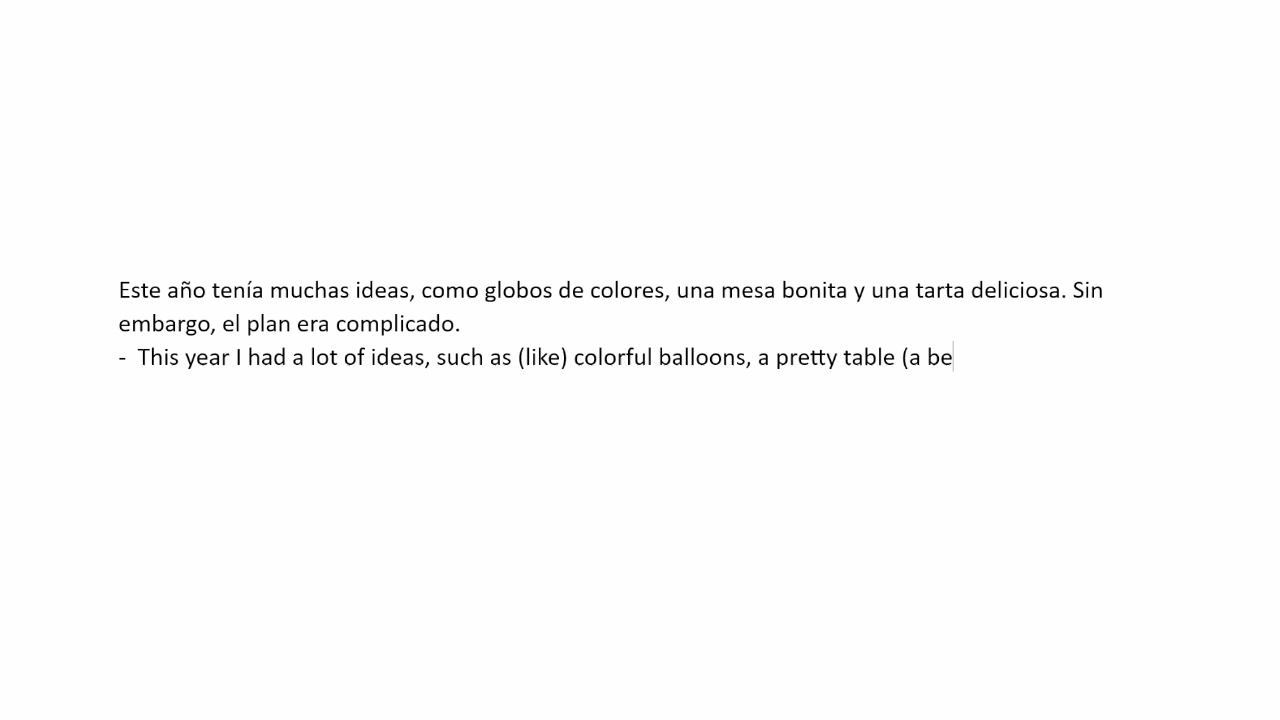 Este año tenía muchas ideas, como globos de colores, una mesa bonita y una tarta deliciosa. Sin
embargo, el plan era complicado.
- This year I had a lot of ideas, such as (like) colorful balloons, a pretty table (a be